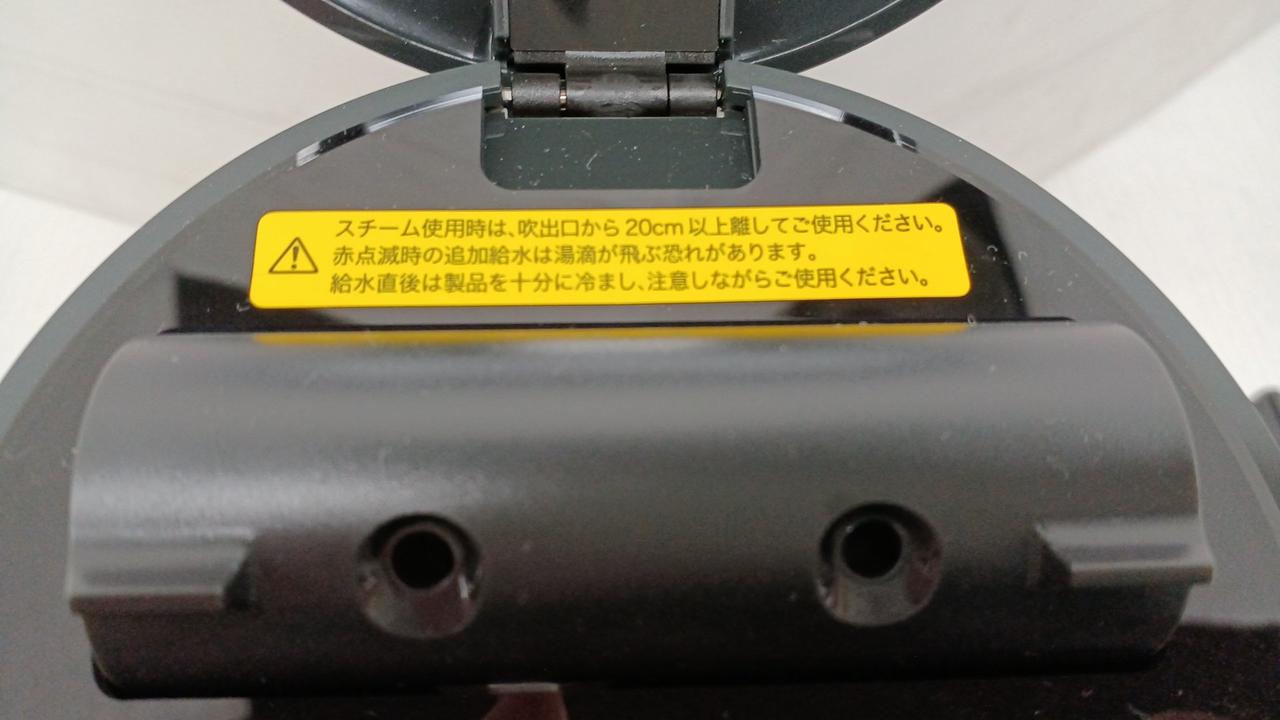 スチーム使用時は、吹出口から20cm以上離してご使用ください。
赤点滅時の追加給水は湯滴が飛ぶ恐れがあります。
給水直後は製品を十分に冷まし、注意しながらご使用ください。